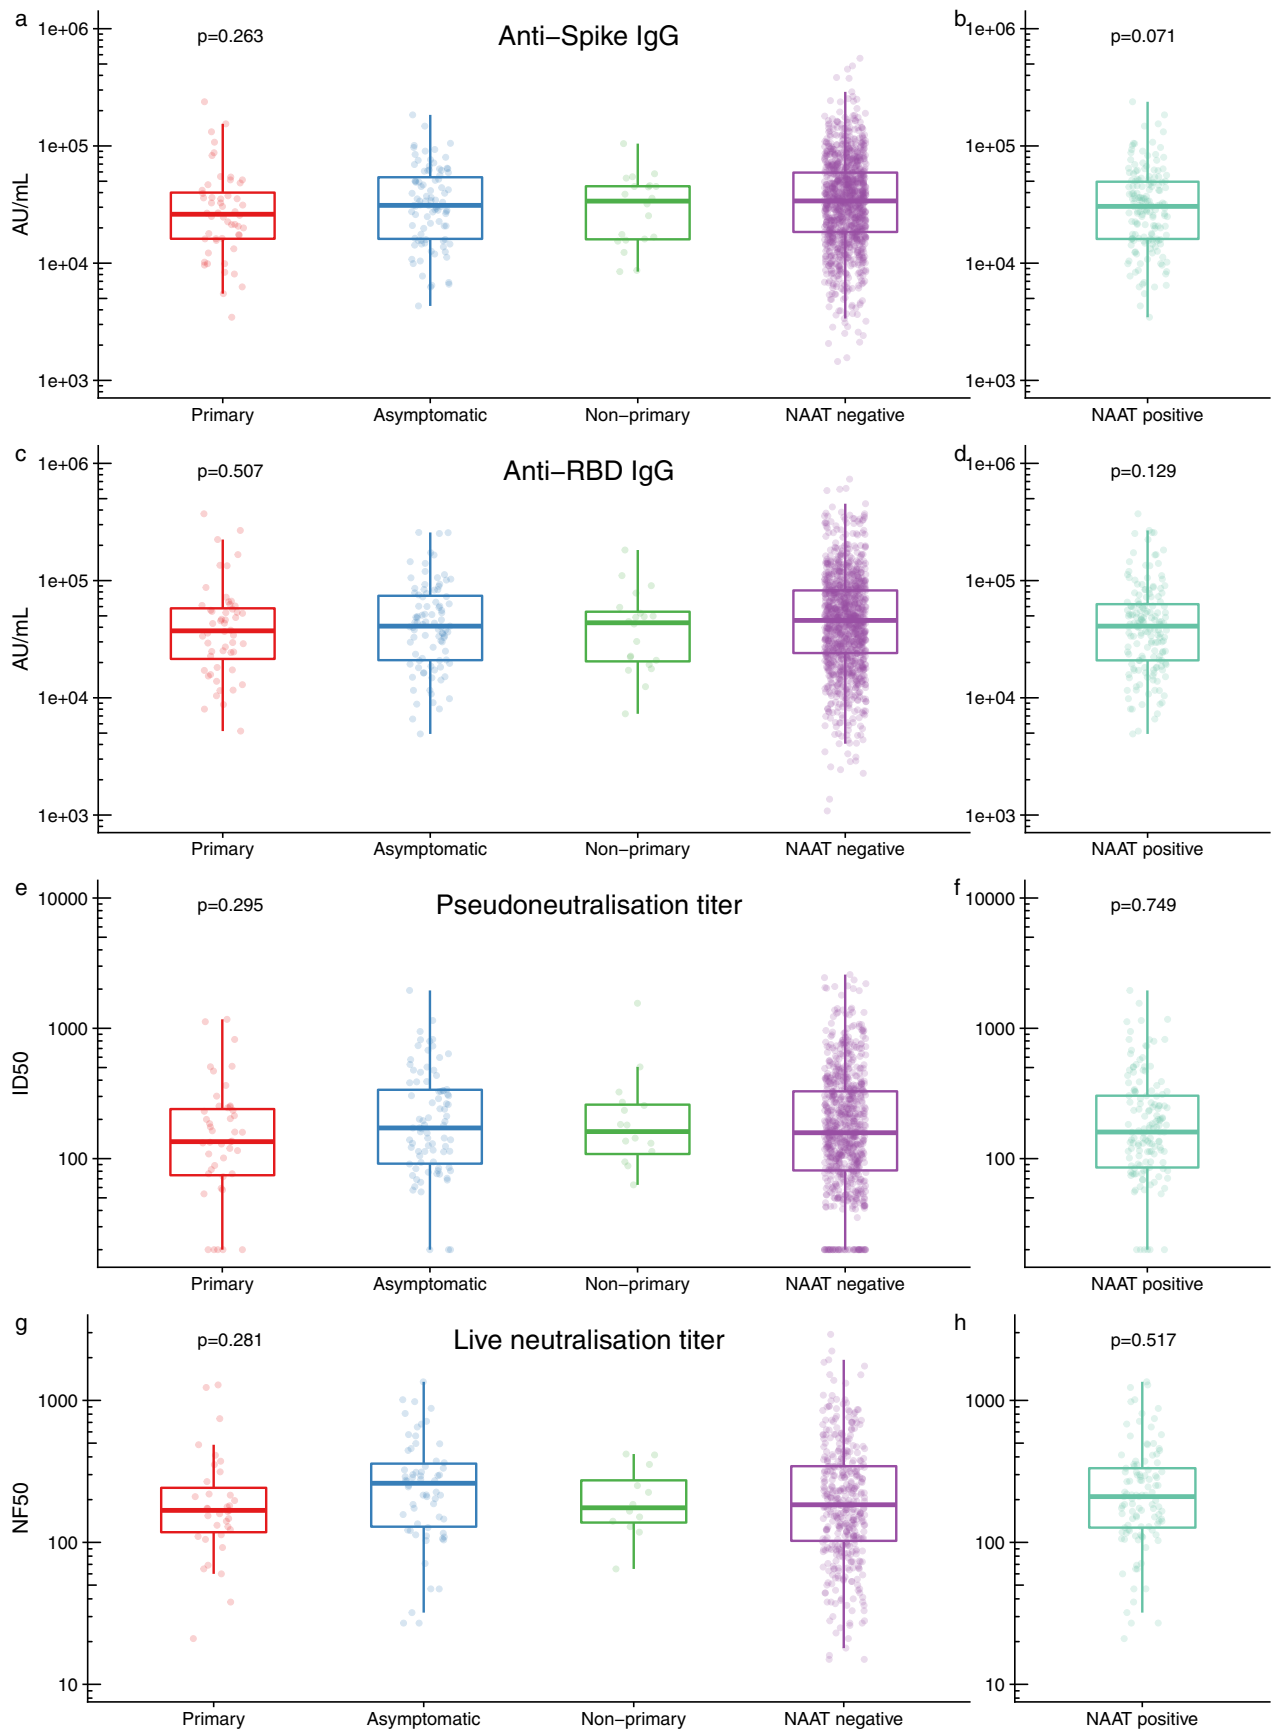 a
Anti−Spike IgG
p=0.263
1e+06
1e+05
1e+04
1e+03
AU/mL
Primary
Asymptomatic
Non−primary
NAAT negative
b
p=0.071
1e+06
1e+05
1e+04
1e+03
NAAT positive
c
Anti−RBD IgG
p=0.507
1e+06
1e+05
1e+04
1e+03
AU/mL
Primary
Asymptomatic
Non−primary
NAAT negative
d
p=0.129
1e+06
1e+05
1e+04
1e+03
NAAT positive
e
Pseudoneutralisation titer
p=0.295
10000
1000
100
ID50
Primary
Asymptomatic
Non−primary
NAAT negative
f
p=0.749
10000
1000
100
NAAT positive
g
Live neutralisation titer
p=0.281
1000
100
10
NF50
Primary
Asymptomatic
Non−primary
NAAT negative
h
p=0.517
1000
100
10
NAAT positive